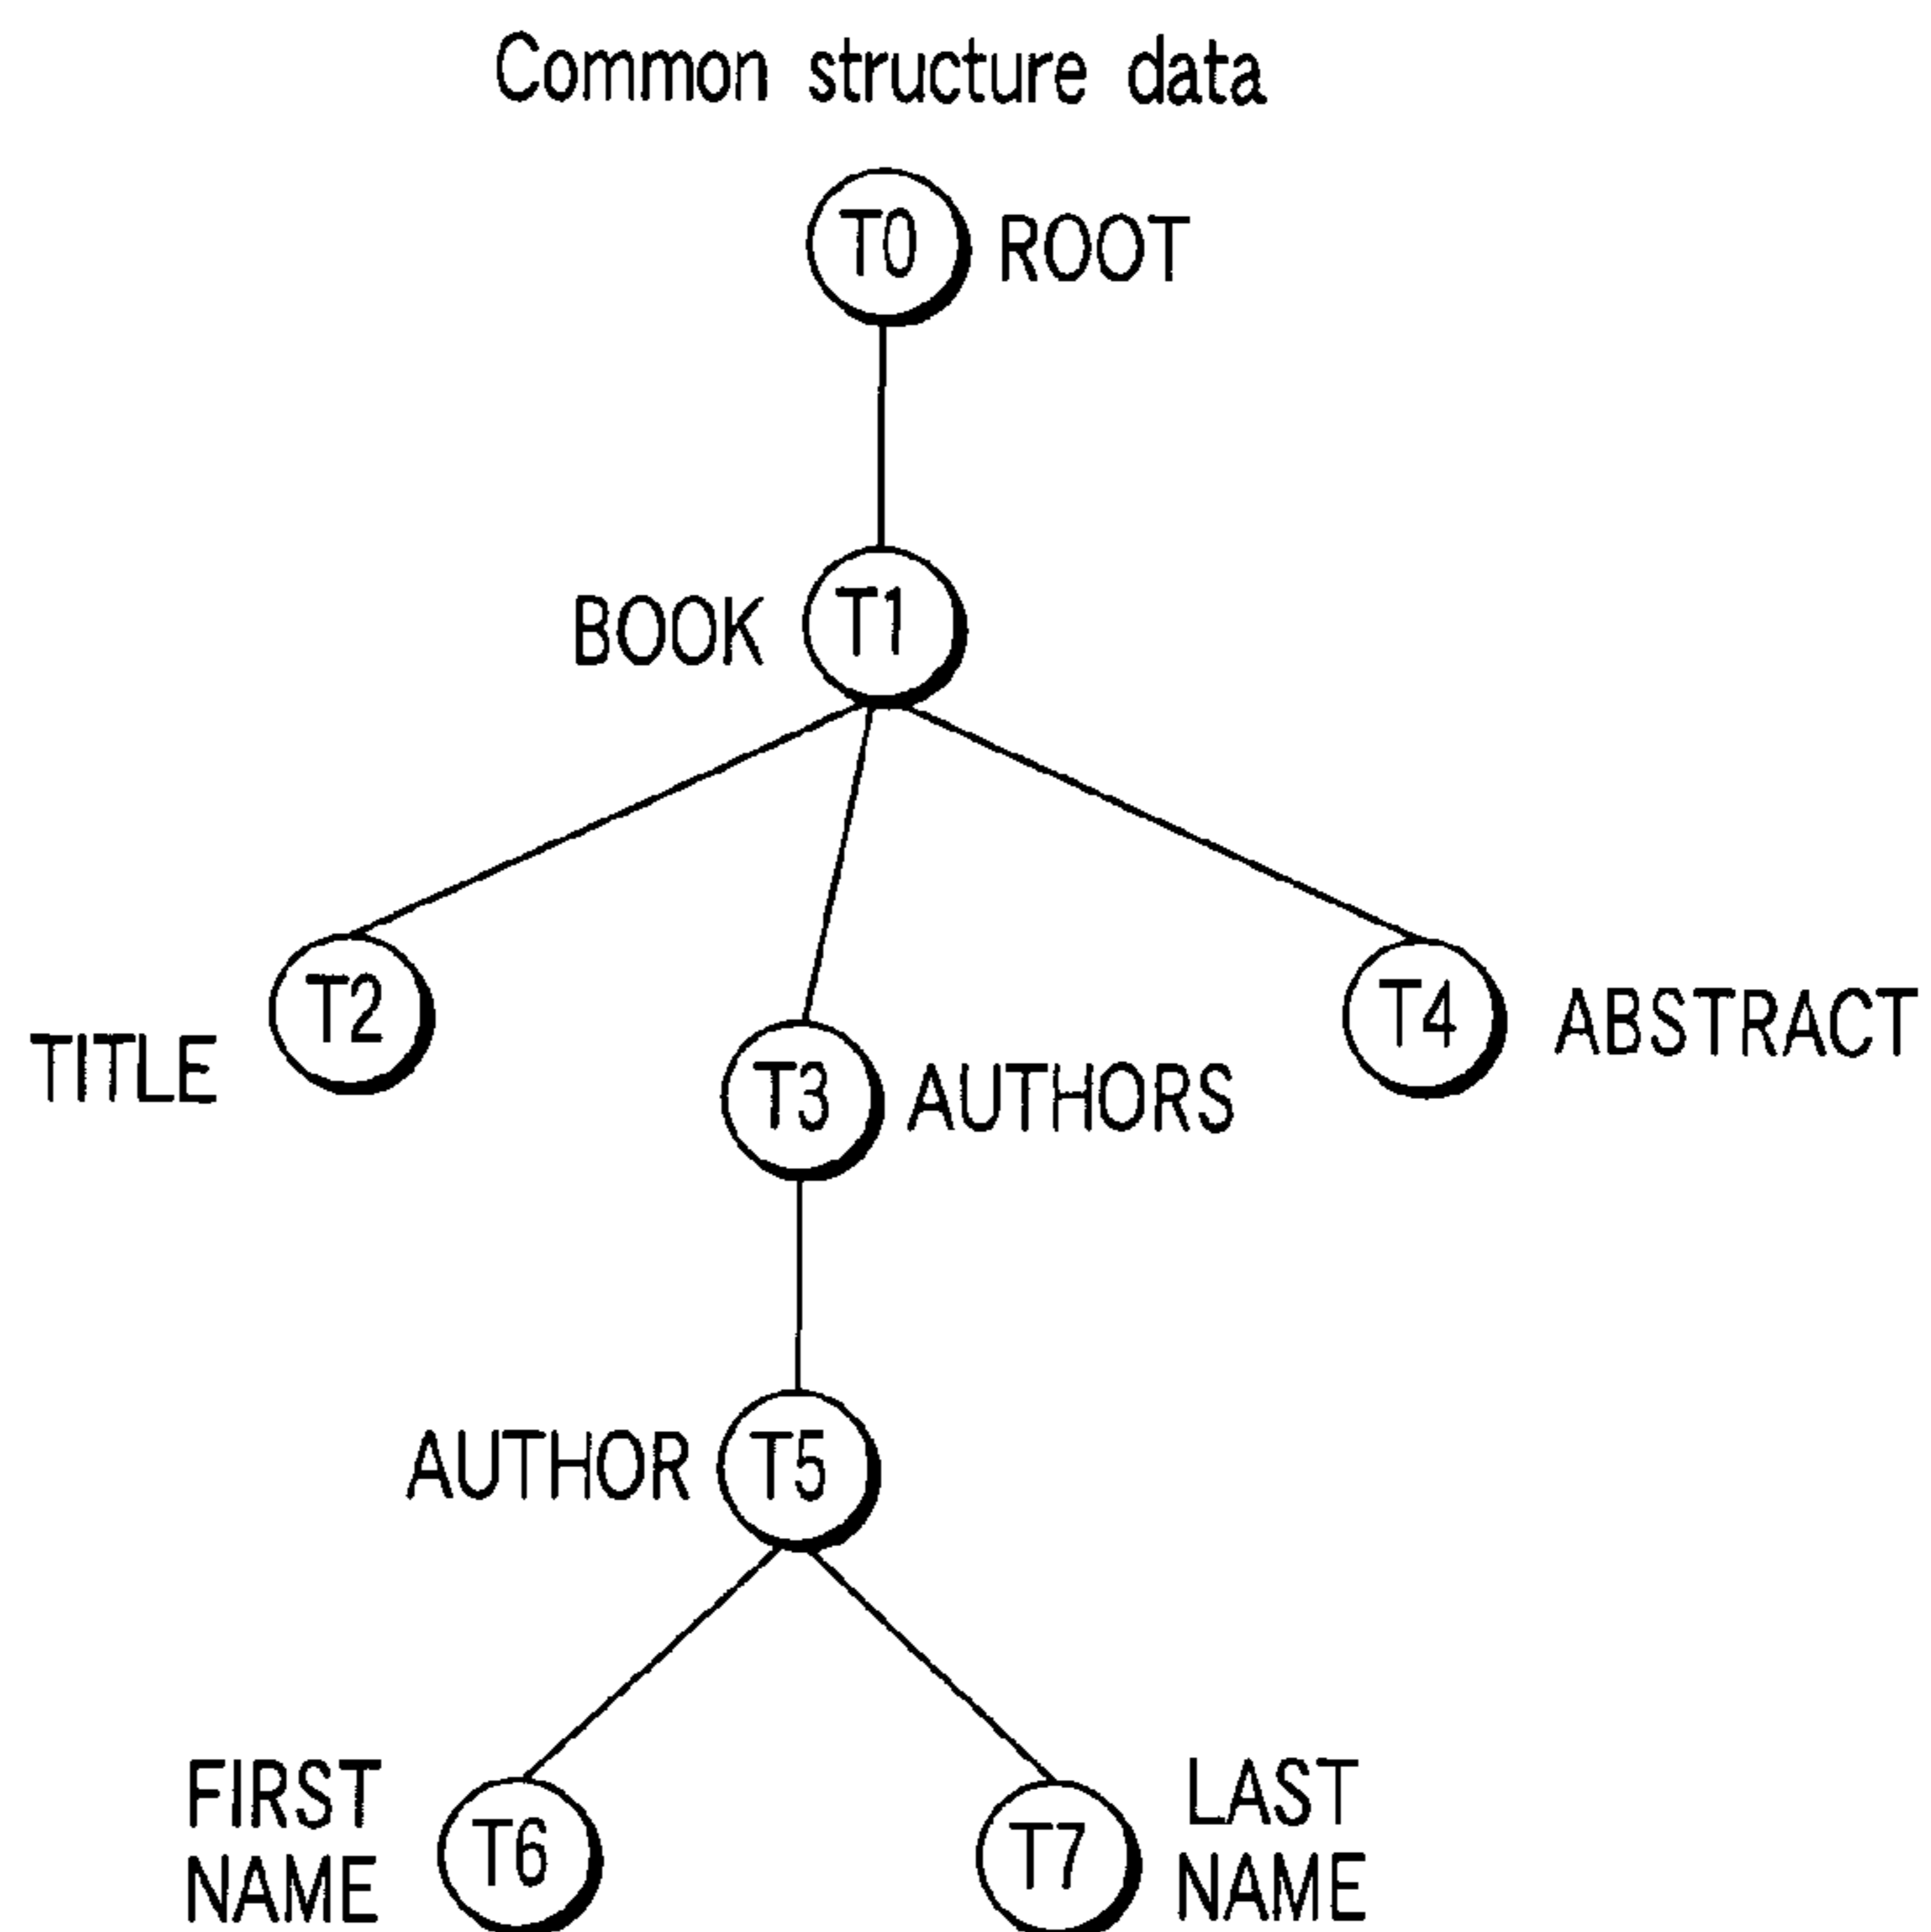 Common structure data
T0 ROOT
BOOK T1
T2
TITLE
T4 ABSTRACT
T3 AUTHORS
AUTHOR T5
FIRST
NAME
T6
T7
LAST
NAME